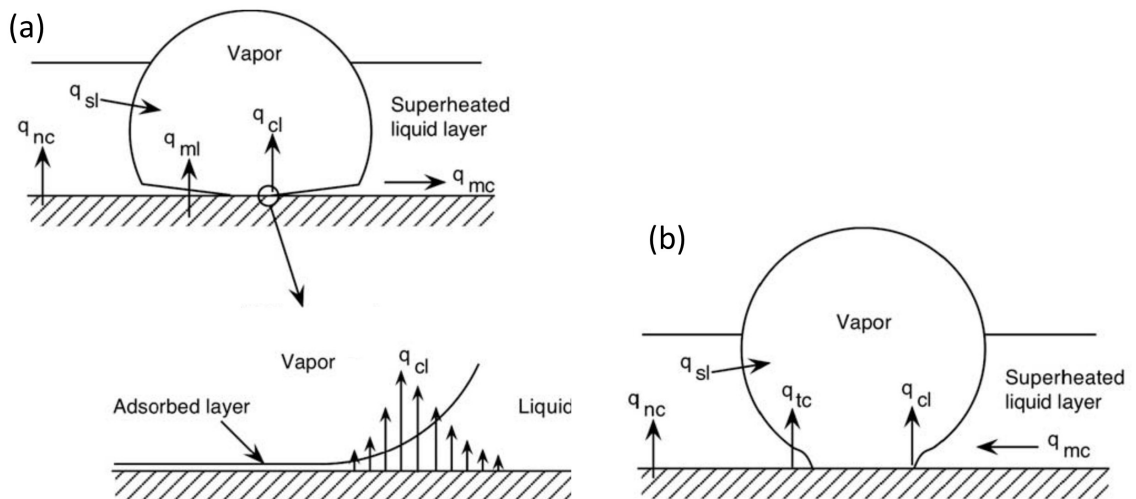 (a)
Vapor
q sl
Superheated
liquid layer
q nc
q ml
q cl
q mc
Vapor
q cl
Adsorbed layer
Liquid
(b)
Vapor
q sl
Superheated
liquid layer
q nc
q tc
q cl
q mc